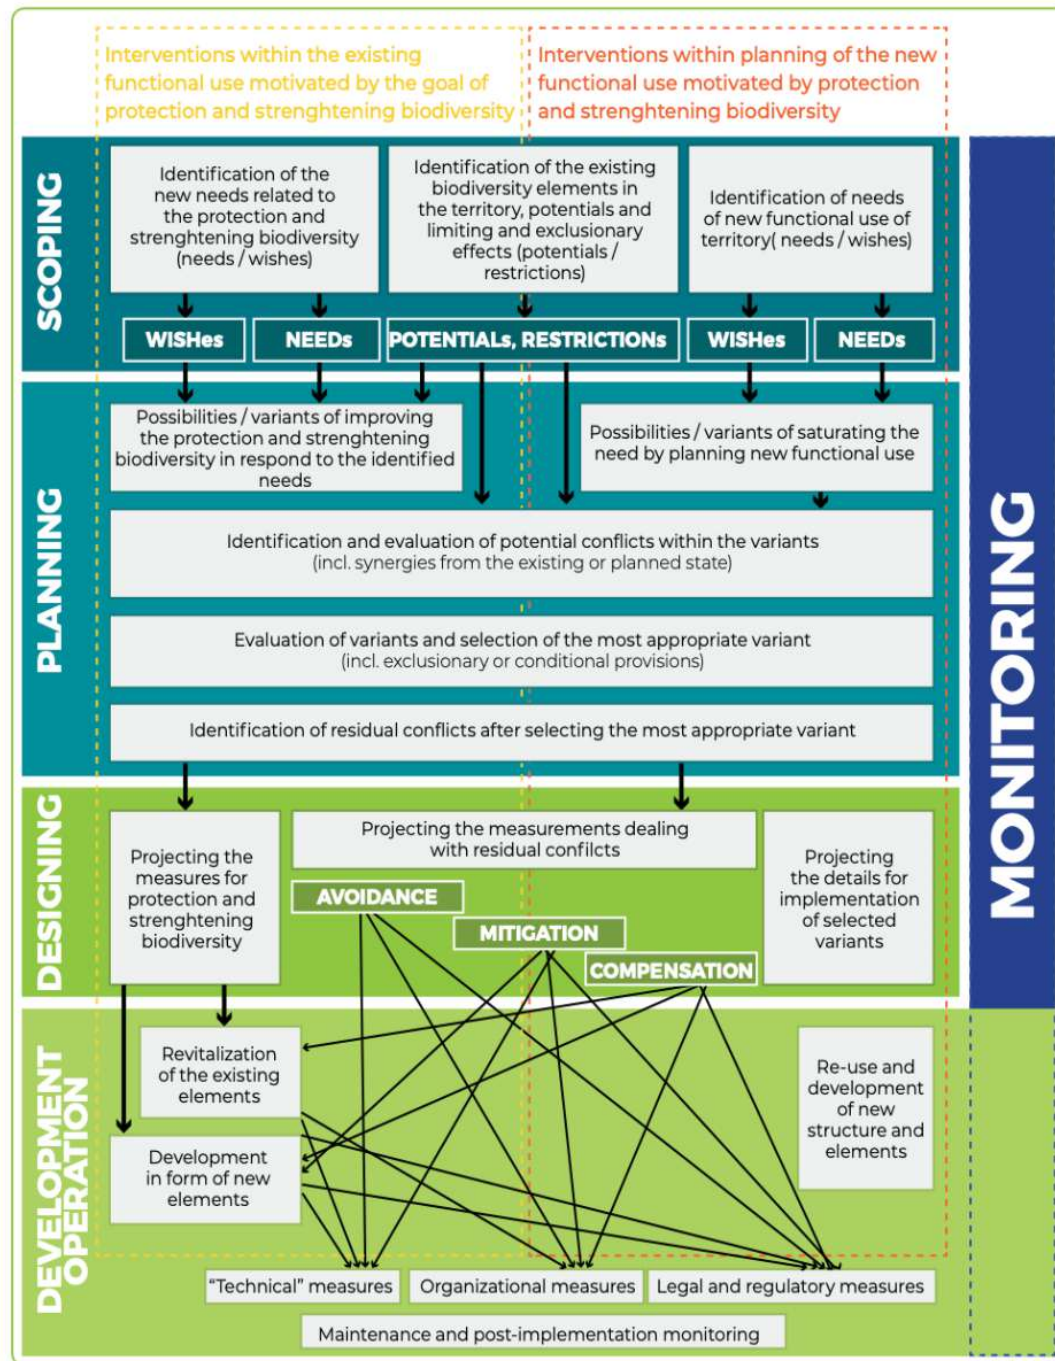 Interventions within the existing
functional use motivated by the goal of
protection and strenghtening biodiversity
Interventions within planning of the new
functional use motivated by protection
and strenghtening biodiversity
SCOPING
Identification of the
new needs related to
the protection and
strenghtening biodiversity
(needs / wishes)
Identification of the existing
biodiversity elements in
the territory, potentials and
limiting and exclusionary
effects (potentials /
restrictions)
Identification of needs
of new functional use of
territory( needs / wishes)
WISHes
NEEDs
POTENTIALs, RESTRICTIONs
WISHes
NEEDs
PLANNING
Possibilities / variants of improving
the protection and strenghtening
biodiversity in respond to the identified
needs
Possibilities / variants of saturating the
need by planning new functional use
Identification and evaluation of potential conflicts within the variants
(incl. synergies from the existing or planned state)
Evaluation of variants and selection of the most appropriate variant
(incl. exclusionary or conditional provisions)
Identification of residual conflicts after selecting the most appropriate variant
DESIGNING
Projecting the
measures for
protection and
strenghtening
biodiversity
Projecting the measurements dealing
with residual confilcts
AVOIDANCE
MITIGATION
COMPENSATION
Projecting
the details for
implementation
of selected
variants
DEVELOPMENT
OPERATION
Revitalization
of the existing
elements
Development
in form of new
elements
Re-use and
development
of new
structure and
elements
"Technical" measures
Organizational measures
Legal and regulatory measures
Maintenance and post-implementation monitoring
MONITORING